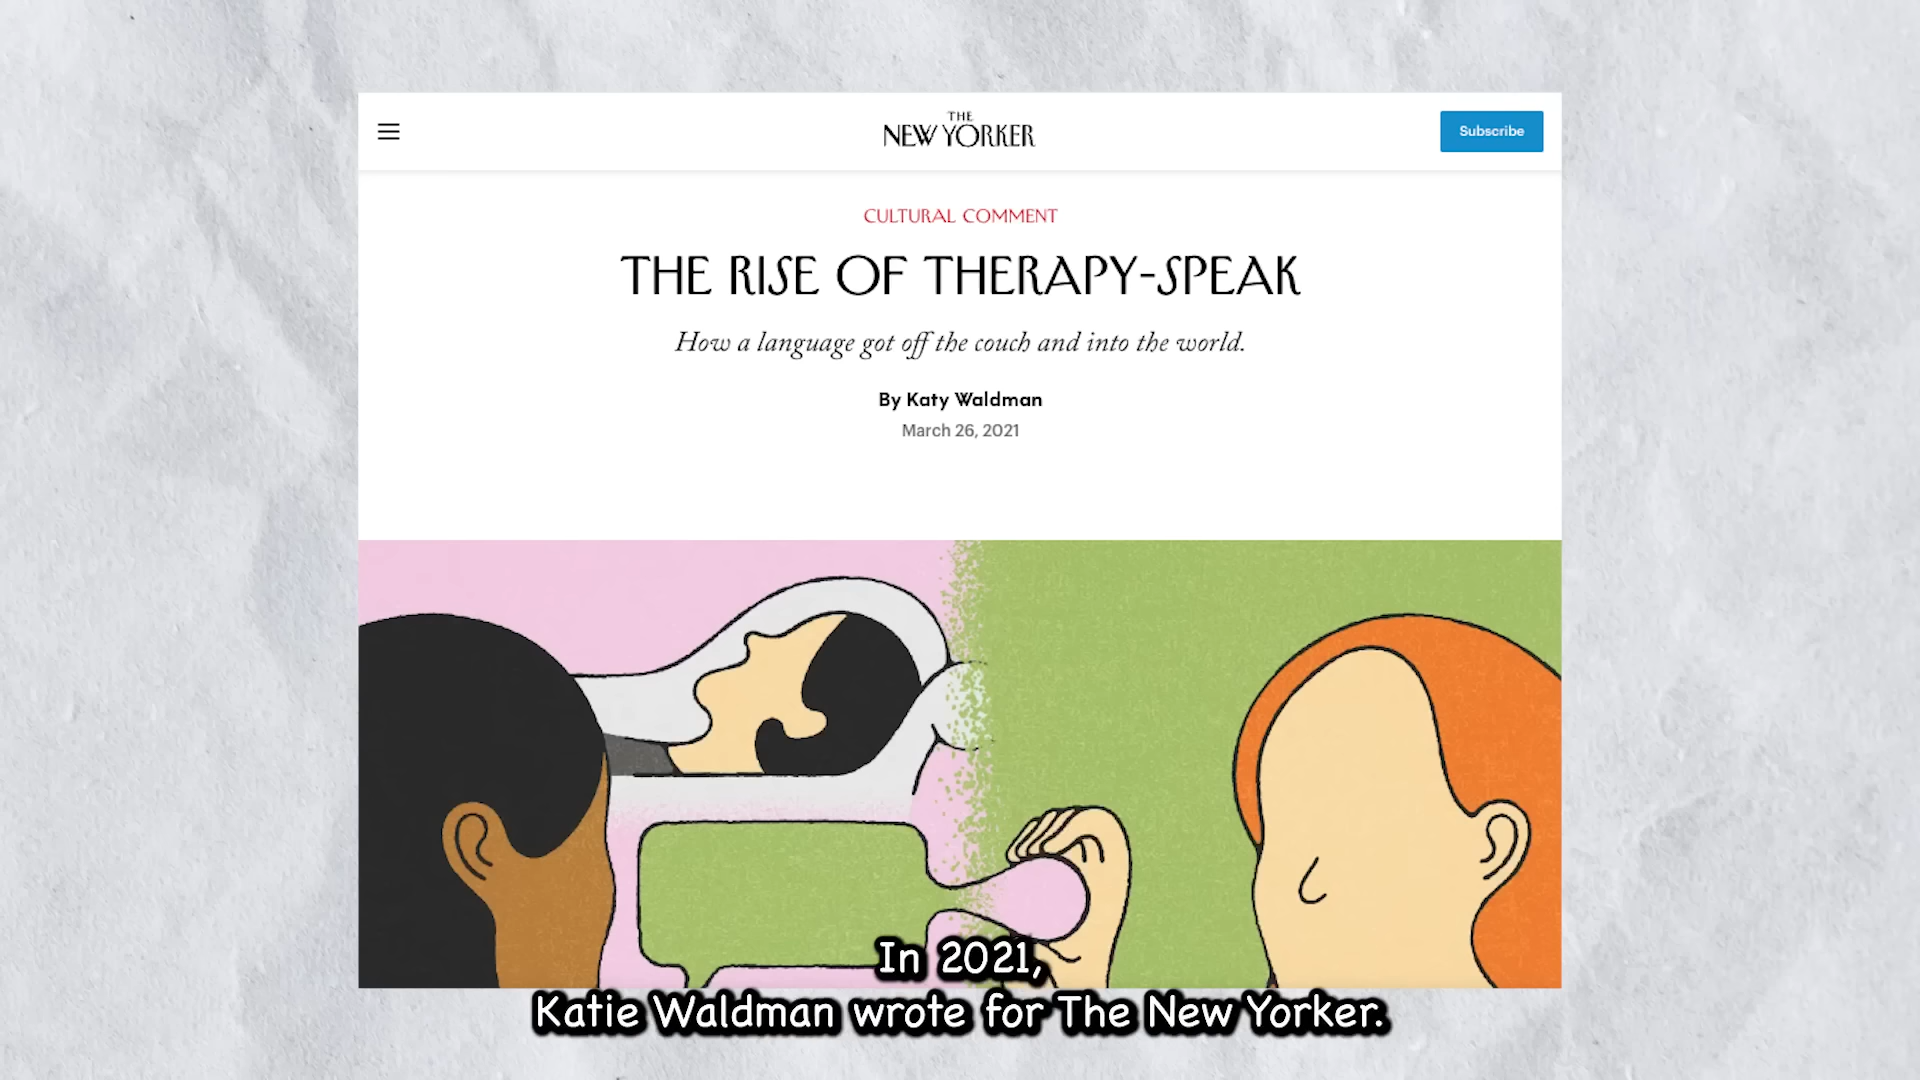 THE
NEW YORKER
Subscribe
CULTURAL COMMENT
THE RISE OF THERAPY-SPEAK
How a language got off the couch and into the world.
By Katy Waldman
March 26, 2021
In 2021,
Katie Waldman wrote for The New Yorker.